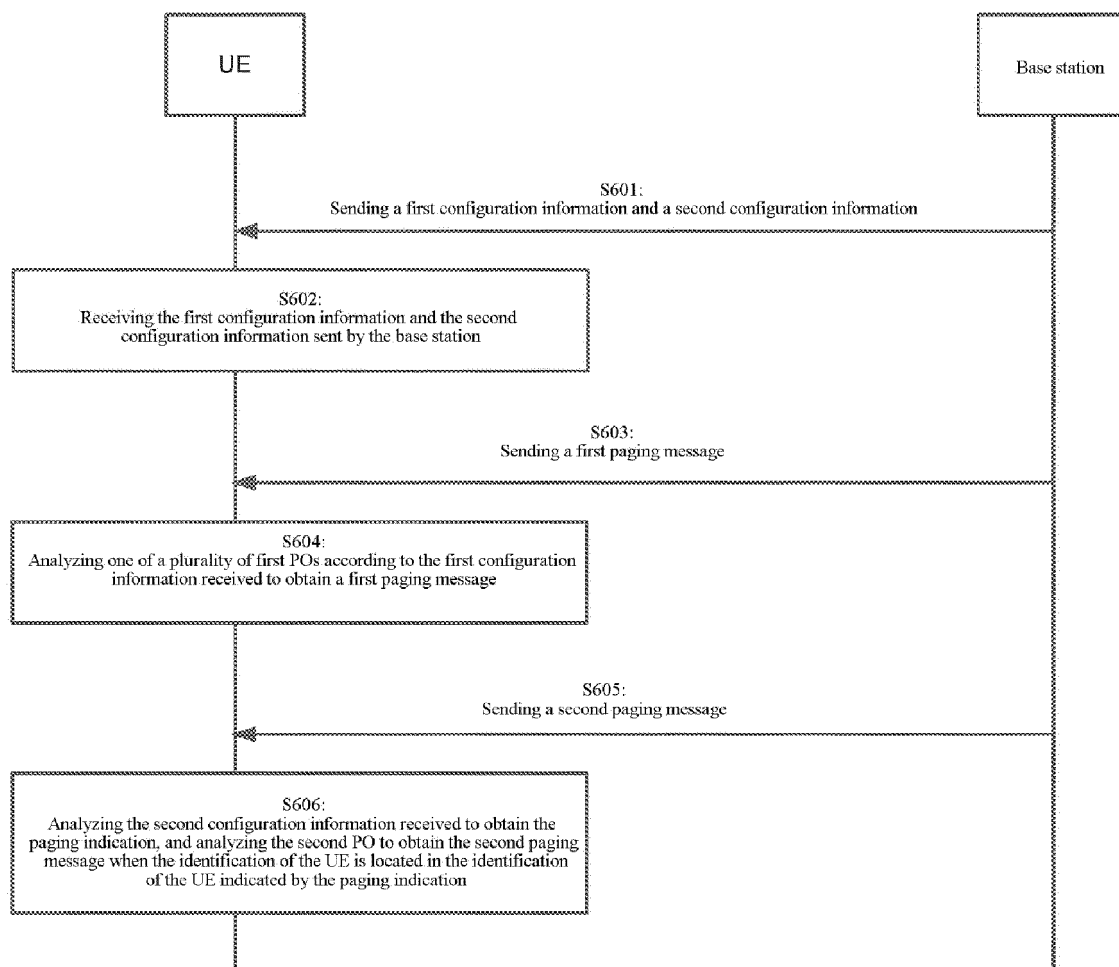 UE
Base station
S601:
Sending a first configuration information and a second configuration information
S602:
Receiving the first configuration information and the second
configuration information sent by the base station
S603:
Sending a first paging message
S604:
Analyzing one of a plurality of first POs according to the first configuration
information received to obtain a first paging message
S605:
Sending a second paging message
S606:
Analyzing the second configuration information received to obtain the
paging indication, and analyzing the second PO to obtain the second paging
message when the identification of the UE is located in the identification
of the UE indicated by the paging indication